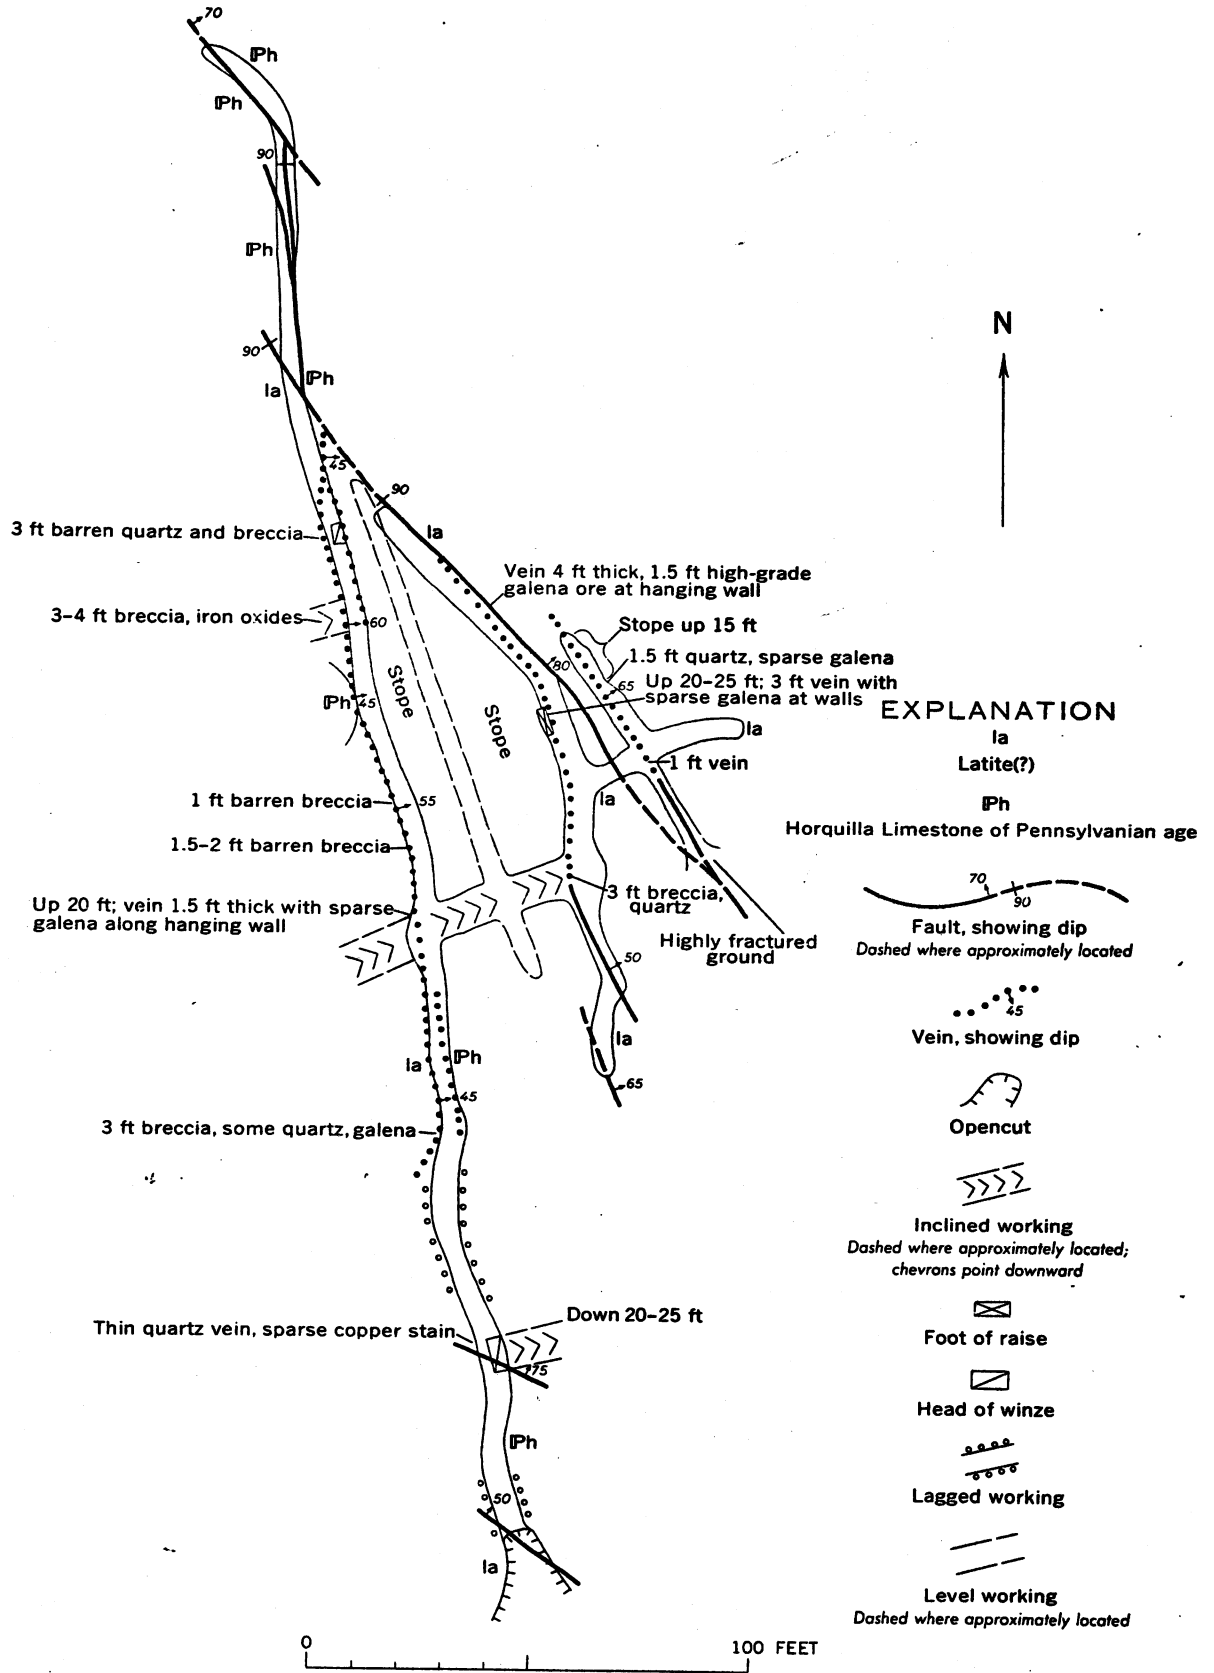 70
ℙh
ℙh
90
ℙh
90
ℙh
la
N
45
90
la
3 ft barren quartz and breccia
Vein 4 ft thick, 1.5 ft high-grade
galena ore at hanging wall
3-4 ft breccia, iron oxides
60
Stope up 15 ft
1.5 ft quartz, sparse galena
80
65
Up 20-25 ft; 3 ft vein with
sparse galena at walls
ℙh
45
Stope
Stope
la
1 ft vein
la
1 ft barren breccia
55
1.5-2 ft barren breccia
Up 20 ft; vein 1.5 ft thick with sparse
galena along hanging wall
3 ft breccia,
quartz
Highly fractured
ground
50
la
la
ℙh
65
45
3 ft breccia, some quartz, galena
Down 20-25 ft
Thin quartz vein, sparse copper stain
75
ℙh
50
la
0
100 FEET
EXPLANATION
la
Latite(?)
ℙh
Horquilla Limestone of Pennsylvanian age
70
90
Fault, showing dip
Dashed where approximately located
45
Vein, showing dip
Opencut
Inclined working
Dashed where approximately located;
chevrons point downward
Foot of raise
Head of winze
Lagged working
Level working
Dashed where approximately located